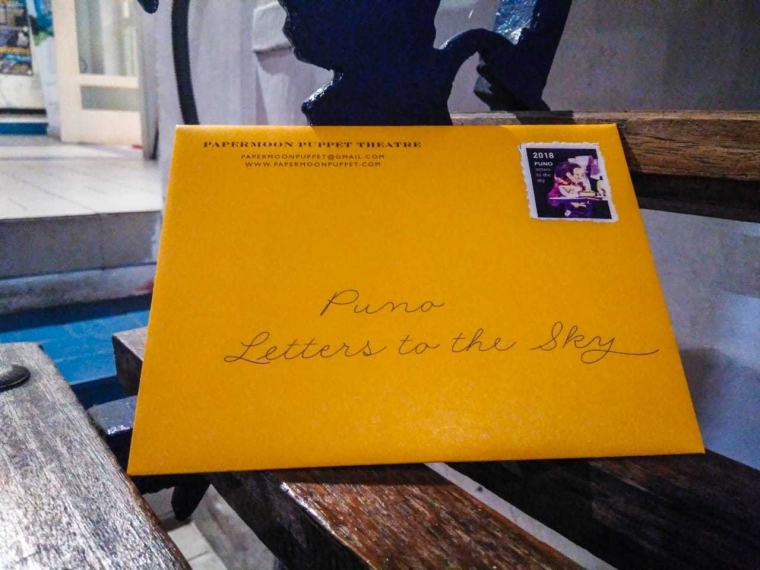 PAPERMOON PUPPET THEATRE
PAPERMOONPUPPET@GMAIL.COM
WWW.PAPERMOONPUPPET.COM
2018
PUNO
letters
to the
sky
Puno
Letters to the Sky